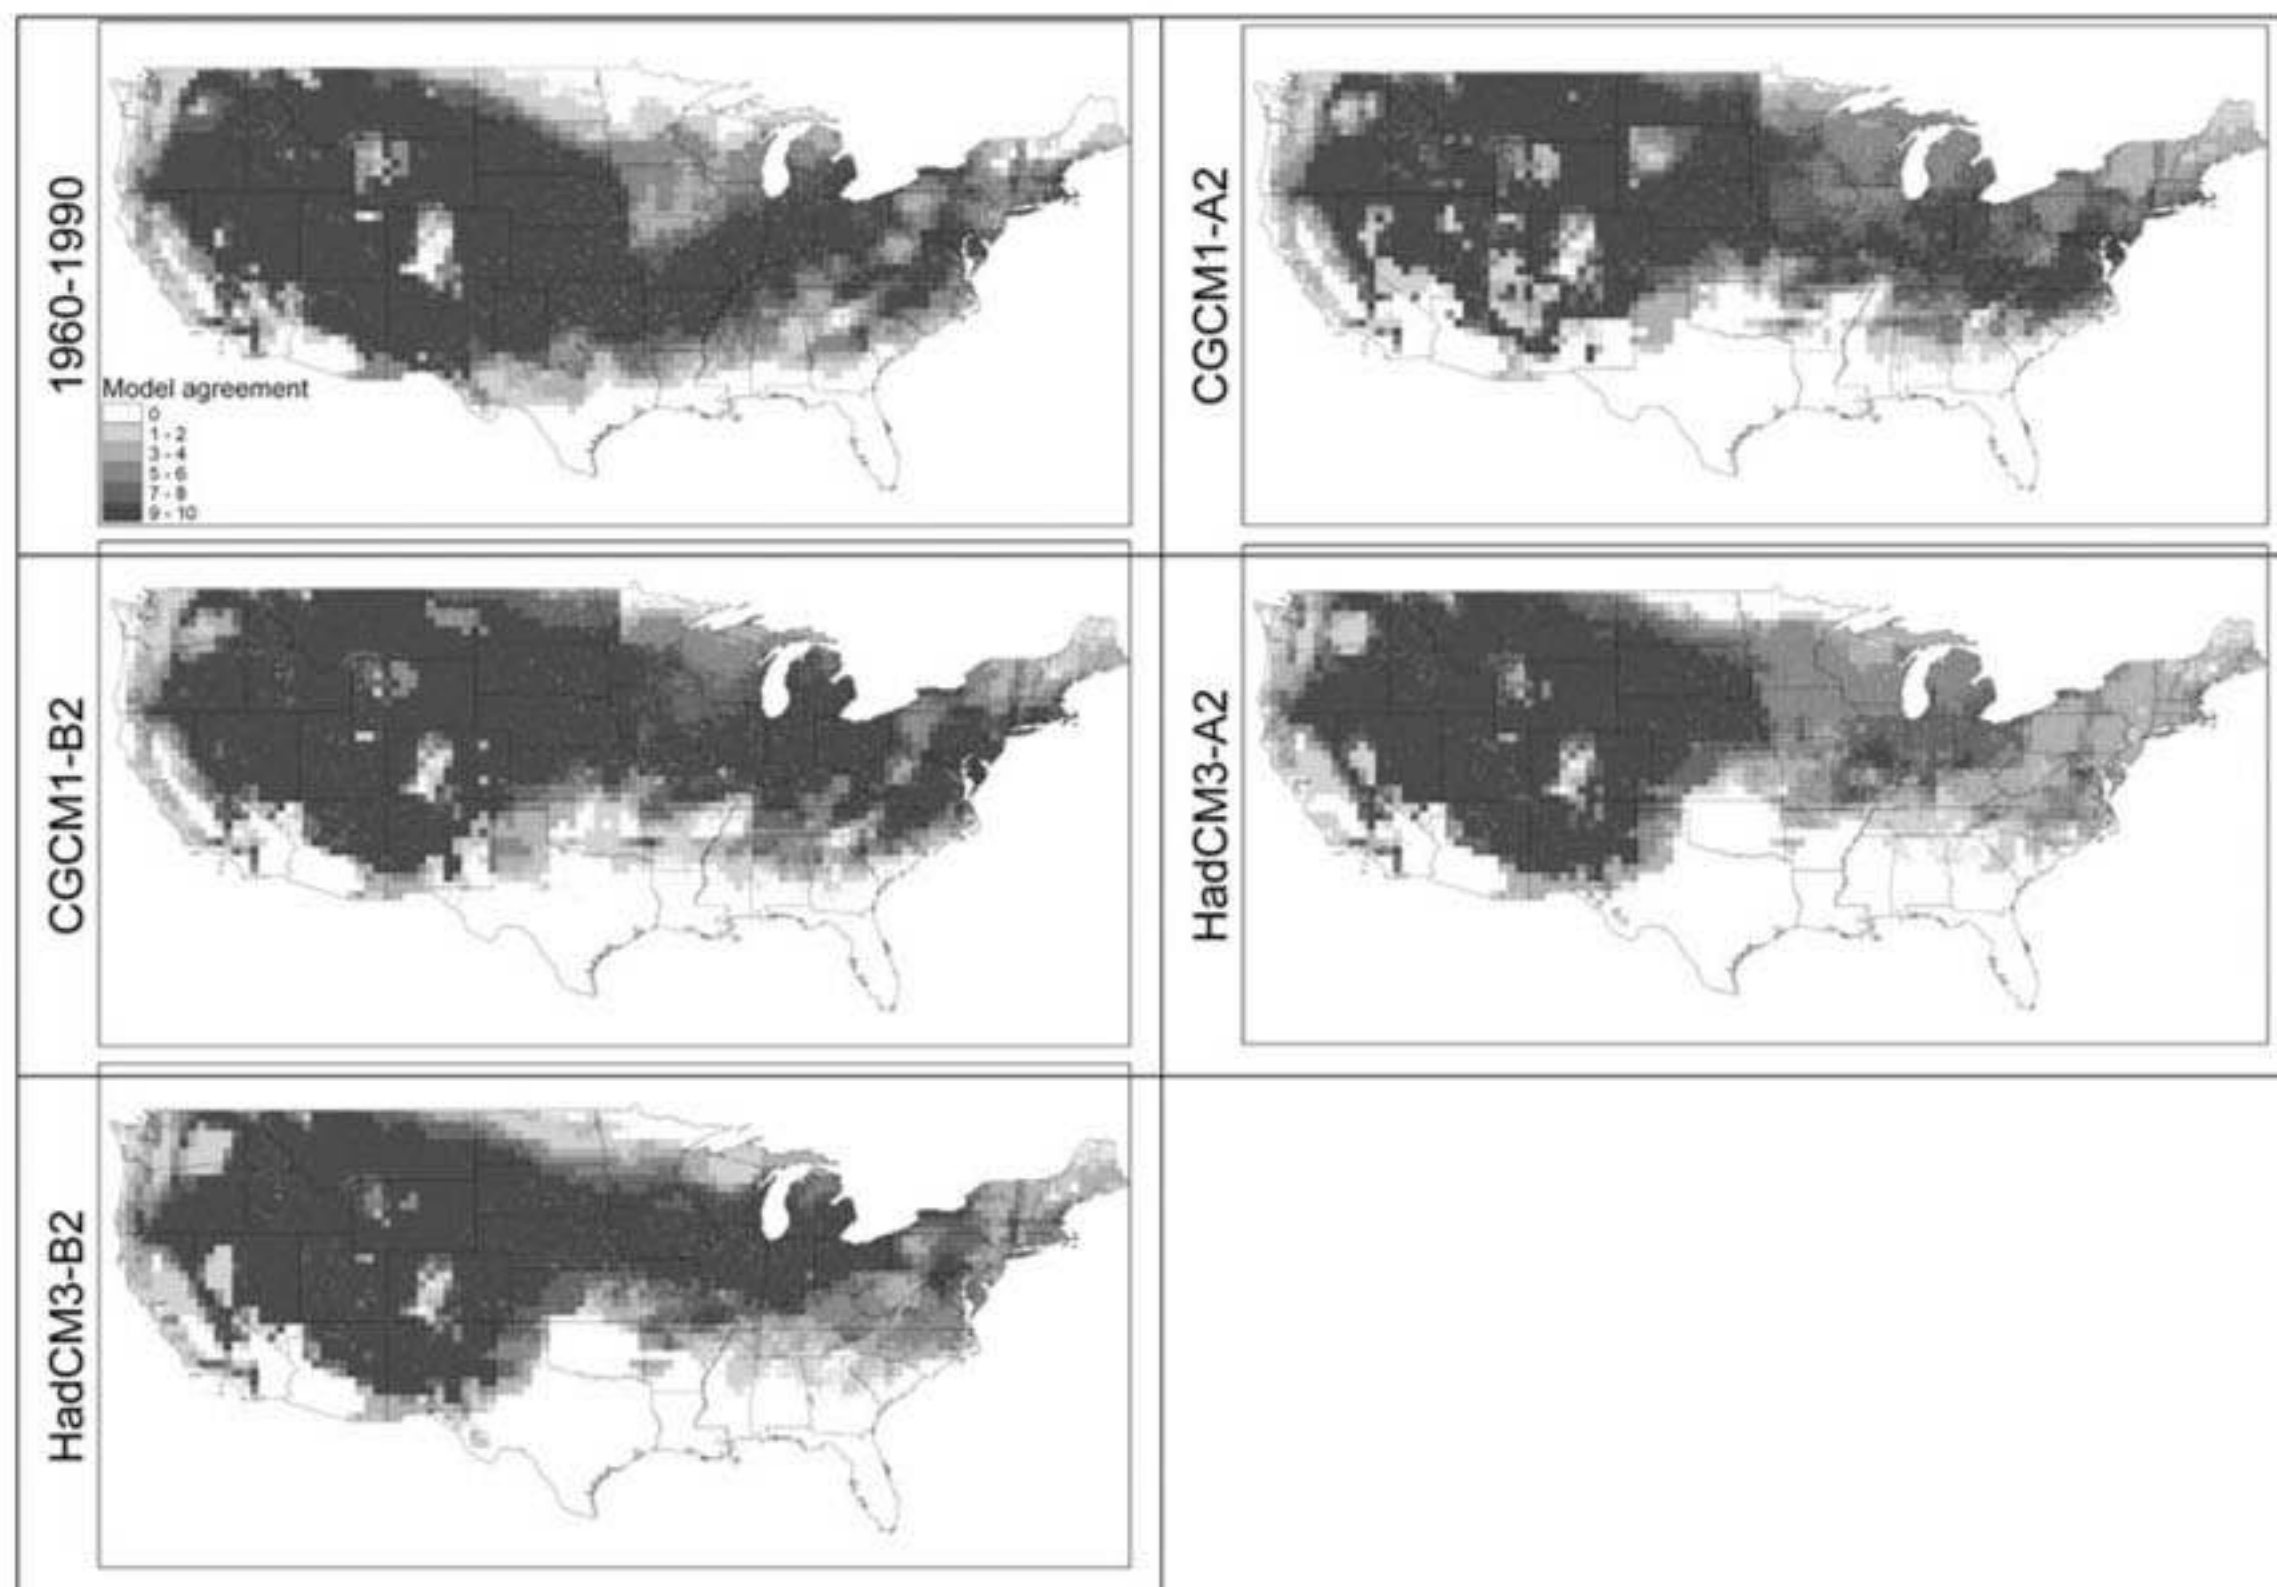 1960-1990
Model agreement
0
1 - 2
3 - 4
5 - 6
7 - 8
9 - 10
CGCM1-A2
CGCM1-B2
HadCM3-A2
HadCM3-B2